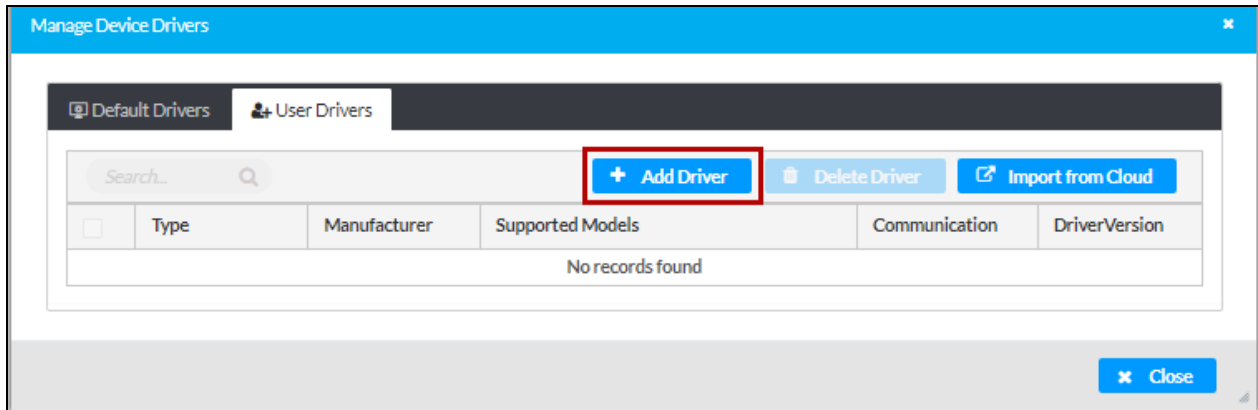 Manage Device Drivers
Default Drivers User Drivers
Search... Add Driver Delete Driver Import from Cloud
Type Manufacturer Supported Models Communication DriverVersion
No records found
Close